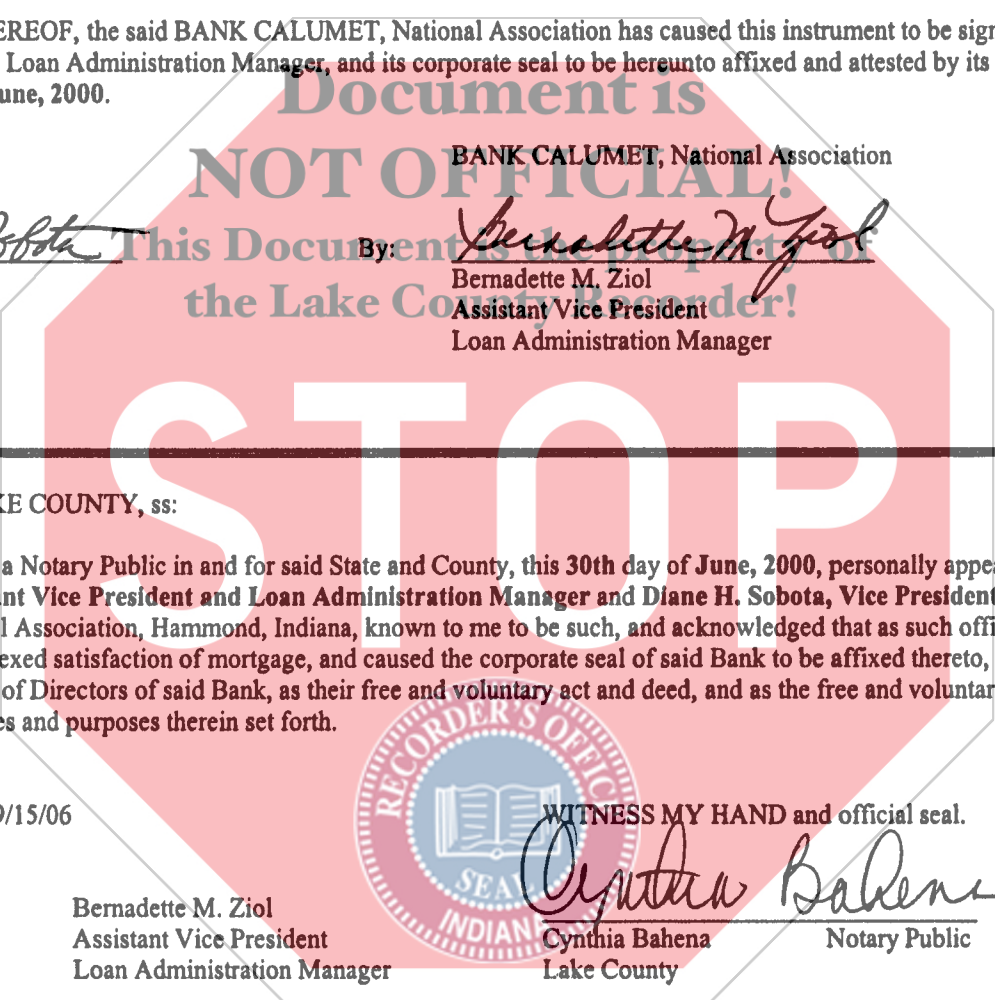 EREOF, the said BANK CALUMET, National Association has caused this instrument to be sign
Loan Administration Manager, and its corporate seal to be hereunto affixed and attested by its
une, 2000.
Document is
NOT OFFICIAL!
This Document is the property of
the Lake County Recorder!
BANK CALUMET, National Association
Sobota
By: Bernadette M. Ziol
Bernadette M. Ziol
Assistant Vice President
Loan Administration Manager
STOP
KE COUNTY, ss:
a Notary Public in and for said State and County, this 30th day of June, 2000, personally appe
nt Vice President and Loan Administration Manager and Diane H. Sobota, Vice President
l Association, Hammond, Indiana, known to me to be such, and acknowledged that as such offi
exed satisfaction of mortgage, and caused the corporate seal of said Bank to be affixed thereto,
of Directors of said Bank, as their free and voluntary act and deed, and as the free and voluntar
es and purposes therein set forth.
RECORDER'S OFFICE
SEAL
INDIANA
9/15/06
WITNESS MY HAND and official seal.
Cynthia Bahena
Bernadette M. Ziol
Assistant Vice President
Loan Administration Manager
Cynthia Bahena Notary Public
Lake County